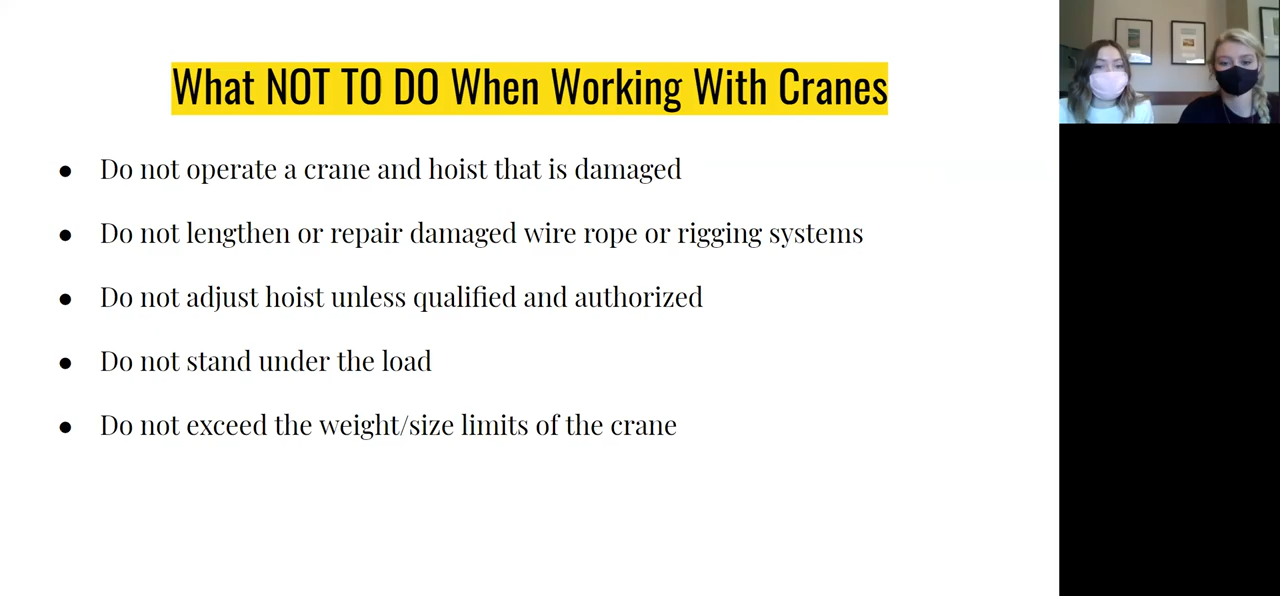 What NOT TO DO When Working With Cranes
● Do not operate a crane and hoist that is damaged
● Do not lengthen or repair damaged wire rope or rigging systems
● Do not adjust hoist unless qualified and authorized
● Do not stand under the load
● Do not exceed the weight/size limits of the crane